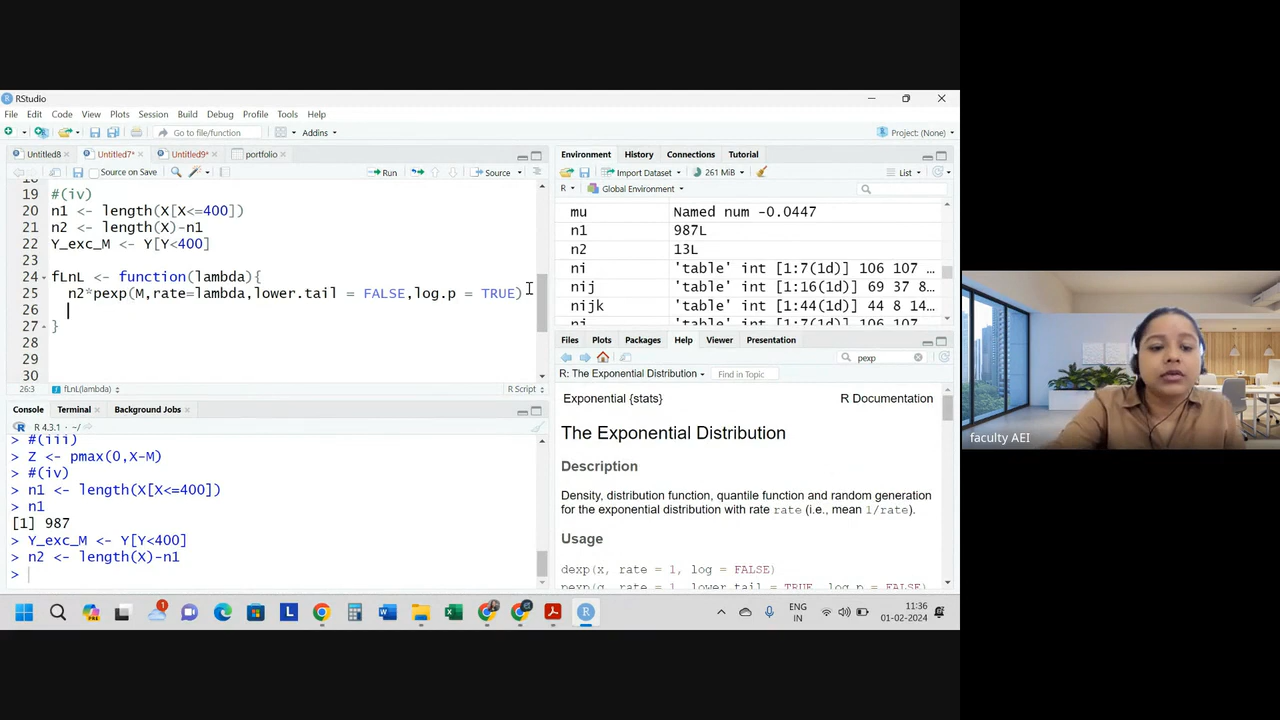 RStudio
File Edit Code View Plots Session Build Debug Profile Tools Help
Go to file/function Addins Project: (None)
Untitled8 Untitled7* Untitled9* portfolio
Source on Save Run Source
19 #(iv)
20 n1 <- length(X[X<=400])
21 n2 <- length(X)-n1
22 Y_exc_M <- Y[Y<400]
23
24 fLnL <- function(lambda){
25 n2*pexp(M,rate=lambda,lower.tail = FALSE,log.p = TRUE)
26
27 }
28
29
30
26:3 fLnL(lambda) R Script
Console Terminal Background Jobs
R 4.3.1 · ~/
> #(iii)
> Z <- pmax(0,X-M)
> #(iv)
> n1 <- length(X[X<=400])
> n1
[1] 987
> Y_exc_M <- Y[Y<400]
> n2 <- length(X)-n1
>
Environment History Connections Tutorial
Import Dataset 261 MiB List
R Global Environment
mu Named num -0.0447
n1 987L
n2 13L
ni 'table' int [1:7(1d)] 106 107 ...
nij 'table' int [1:16(1d)] 69 37 8...
nijk 'table' int [1:44(1d)] 44 8 14...
Files Plots Packages Help Viewer Presentation
pexp
R: The Exponential Distribution Find in Topic
Exponential {stats} R Documentation
The Exponential Distribution
Description
Density, distribution function, quantile function and random generation
for the exponential distribution with rate rate (i.e., mean 1/rate).
Usage
dexp(x, rate = 1, log = FALSE)
pexp(q, rate = 1, lower.tail = TRUE, log.p = FALSE)
faculty AEI
ENG
IN
11:36
01-02-2024